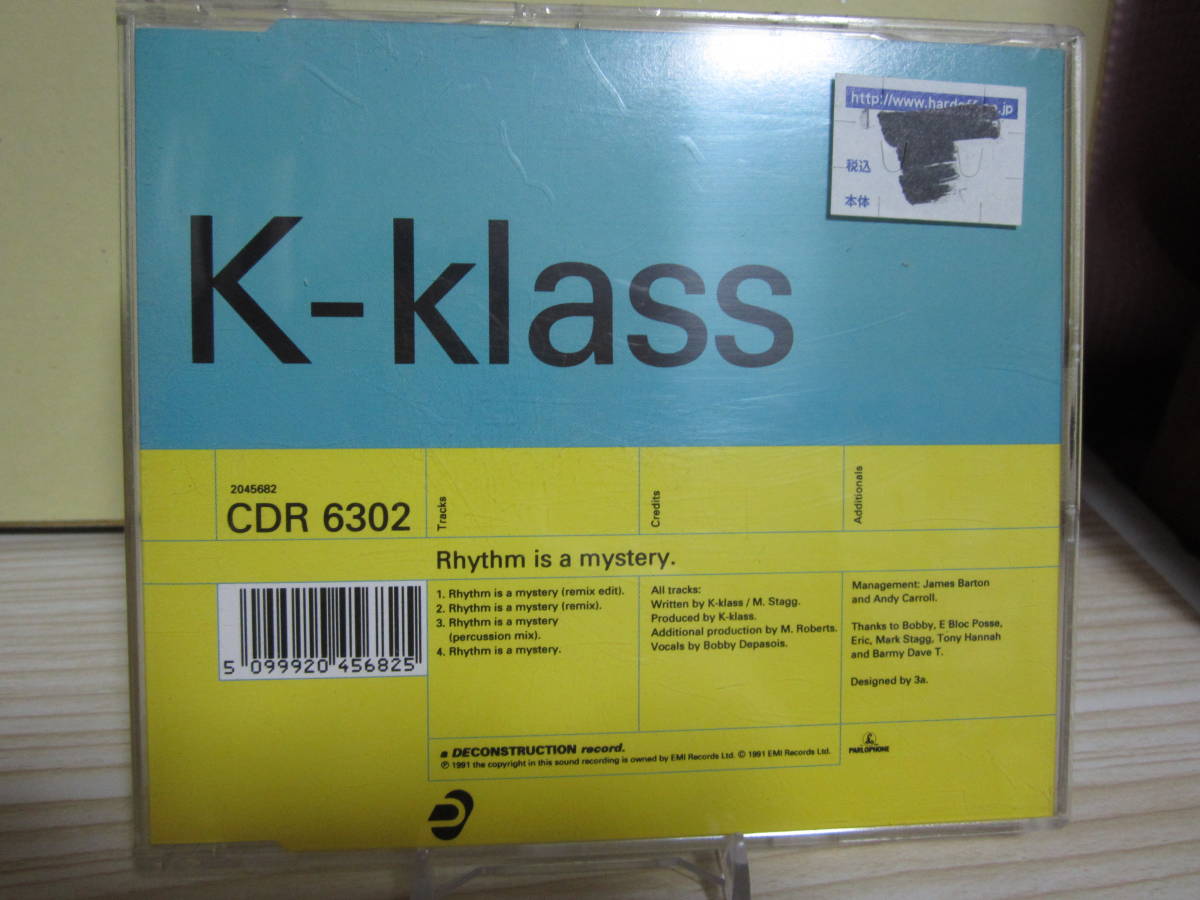 http://www.hardoff.co.jp
税込
本体
K-klass
2045682
CDR 6302
Tracks
Credits
Additionals
Rhythm is a mystery.
1. Rhythm is a mystery (remix edit).
2. Rhythm is a mystery (remix).
3. Rhythm is a mystery
(percussion mix).
4. Rhythm is a mystery.
All tracks:
Written by K-klass / M. Stagg.
Produced by K-klass.
Additional production by M. Roberts.
Vocals by Bobby Depasois.
Management: James Barton
and Andy Carroll.
Thanks to Bobby, E Bloc Posse,
Eric, Mark Stagg, Tony Hannah
and Barmy Dave T.
Designed by 3a.
5 099920 456825
a DECONSTRUCTION record.
℗ 1991 the copyright in this sound recording is owned by EMI Records Ltd. © 1991 EMI Records Ltd.
PARLOPHONE